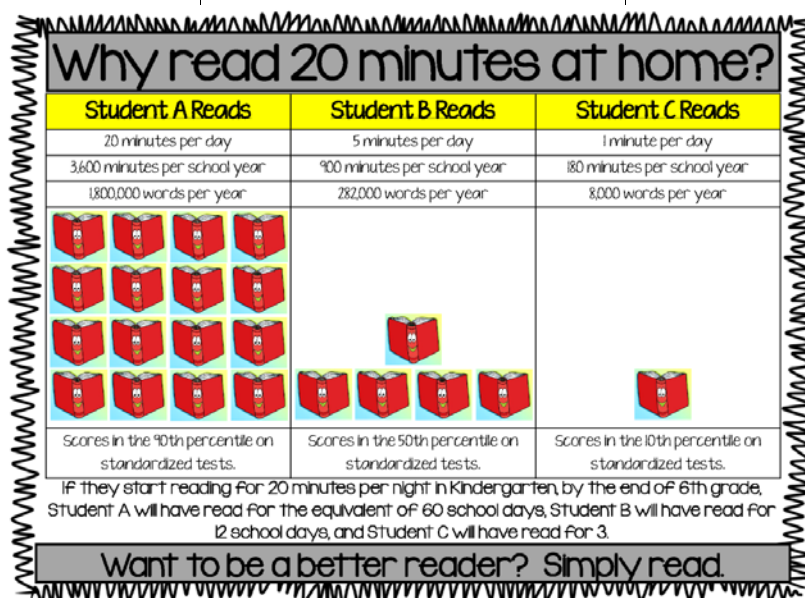 Why read 20 minutes at home?
Student A Reads
Student B Reads
Student C Reads
20 minutes per day
5 minutes per day
1 minute per day
3,600 minutes per school year
900 minutes per school year
180 minutes per school year
1,800,000 words per year
282,000 words per year
8,000 words per year
Scores in the 90th percentile on
standardized tests.
Scores in the 50th percentile on
standardized tests.
Scores in the 10th percentile on
standardized tests.
If they start reading for 20 minutes per night in Kindergarten, by the end of 6th grade,
Student A will have read for the equivalent of 60 school days, Student B will have read for
12 school days, and Student C will have read for 3.
Want to be a better reader? Simply read.